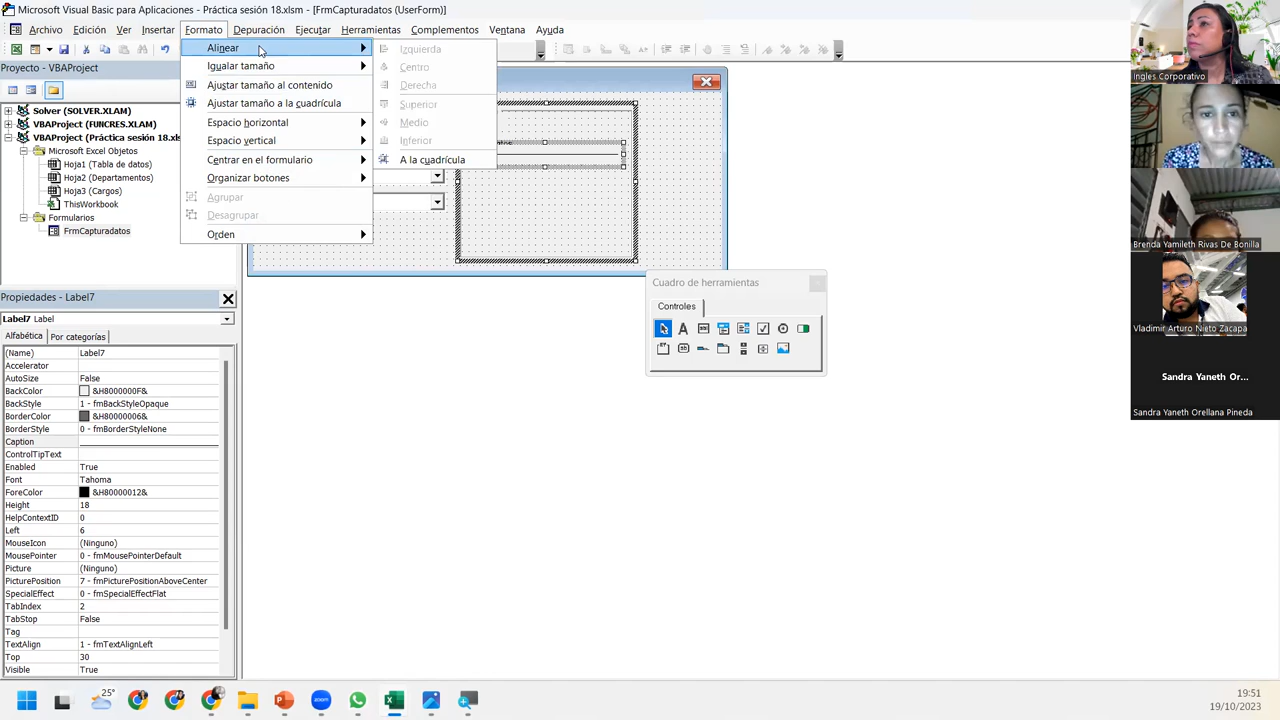 Microsoft Visual Basic para Aplicaciones - Práctica sesión 18.xlsm - [FrmCapturadatos (UserForm)]
Archivo Edición Ver Insertar Formato Depuración Ejecutar Herramientas Complementos Ventana Ayuda
Alinear
Igualar tamaño
Ajustar tamaño al contenido
Ajustar tamaño a la cuadrícula
Espacio horizontal
Espacio vertical
Centrar en el formulario
Organizar botones
Agrupar
Desagrupar
Orden
Izquierda
Centro
Derecha
Superior
Medio
Inferior
A la cuadrícula
Proyecto - VBAProject
Solver (SOLVER.XLAM)
VBAProject (FUNCRES.XLAM)
VBAProject (Práctica sesión 18.xls
Microsoft Excel Objetos
Hoja1 (Tabla de datos)
Hoja2 (Departamentos)
Hoja3 (Cargos)
ThisWorkbook
Formularios
FrmCapturadatos
Propiedades - Label7
Label7 Label
Alfabética Por categorías
(Name) Label7
Accelerator
AutoSize False
BackColor &H8000000F&
BackStyle 1 - fmBackStyleOpaque
BorderColor &H80000006&
BorderStyle 0 - fmBorderStyleNone
Caption
ControlTipText
Enabled True
Font Tahoma
ForeColor &H80000012&
Height 18
HelpContextID 0
Left 6
MouseIcon (Ninguno)
MousePointer 0 - fmMousePointerDefault
Picture (Ninguno)
PicturePosition 7 - fmPicturePositionAboveCenter
SpecialEffect 0 - fmSpecialEffectFlat
TabIndex 2
TabStop False
Tag
TextAlign 1 - fmTextAlignLeft
Top 30
Visible True
Cuadro de herramientas
Controles
Ingles Corporativo
Brenda Yamileth Rivas De Bonilla
Vladimir Arturo Nieto Zacapa
Sandra Yaneth Or...
Sandra Yaneth Orellana Pineda
25°
zoom
19:51
19/10/2023